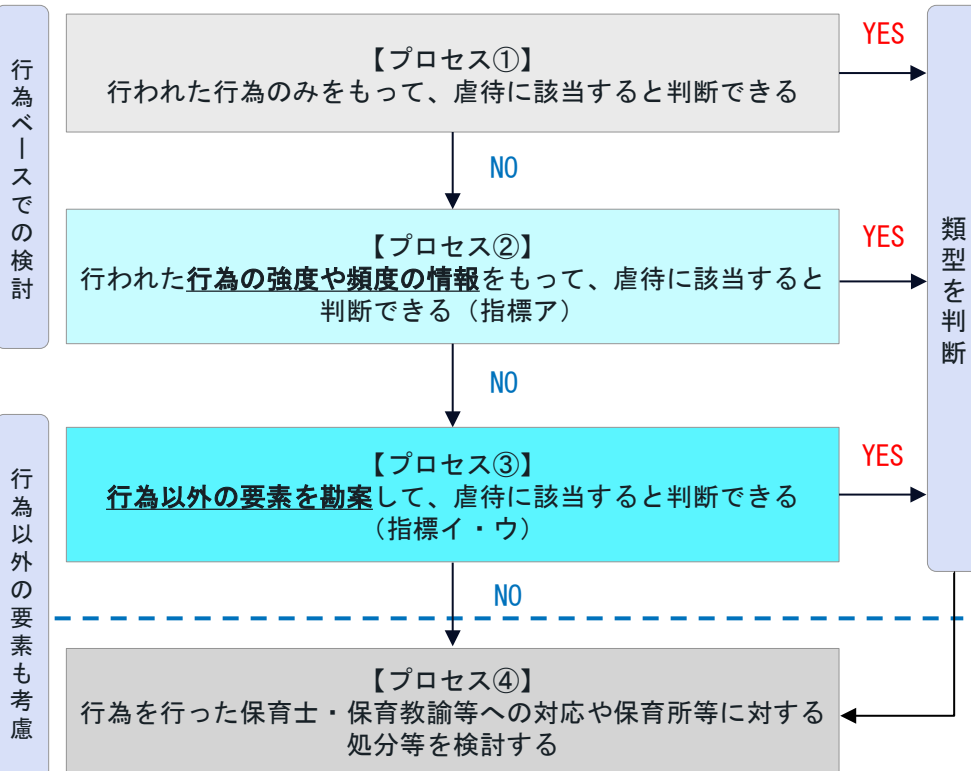 行為ベースでの検討
【プロセス①】
行われた行為のみをもって、虐待に該当すると判断できる
YES
NO
【プロセス②】
行われた行為の強度や頻度の情報をもって、虐待に該当すると
判断できる（指標ア）
YES
類型を判断
NO
行為以外の要素も考慮
【プロセス③】
行為以外の要素を勘案して、虐待に該当すると判断できる
（指標イ・ウ）
YES
NO
【プロセス④】
行為を行った保育士・保育教諭等への対応や保育所等に対する
処分等を検討する